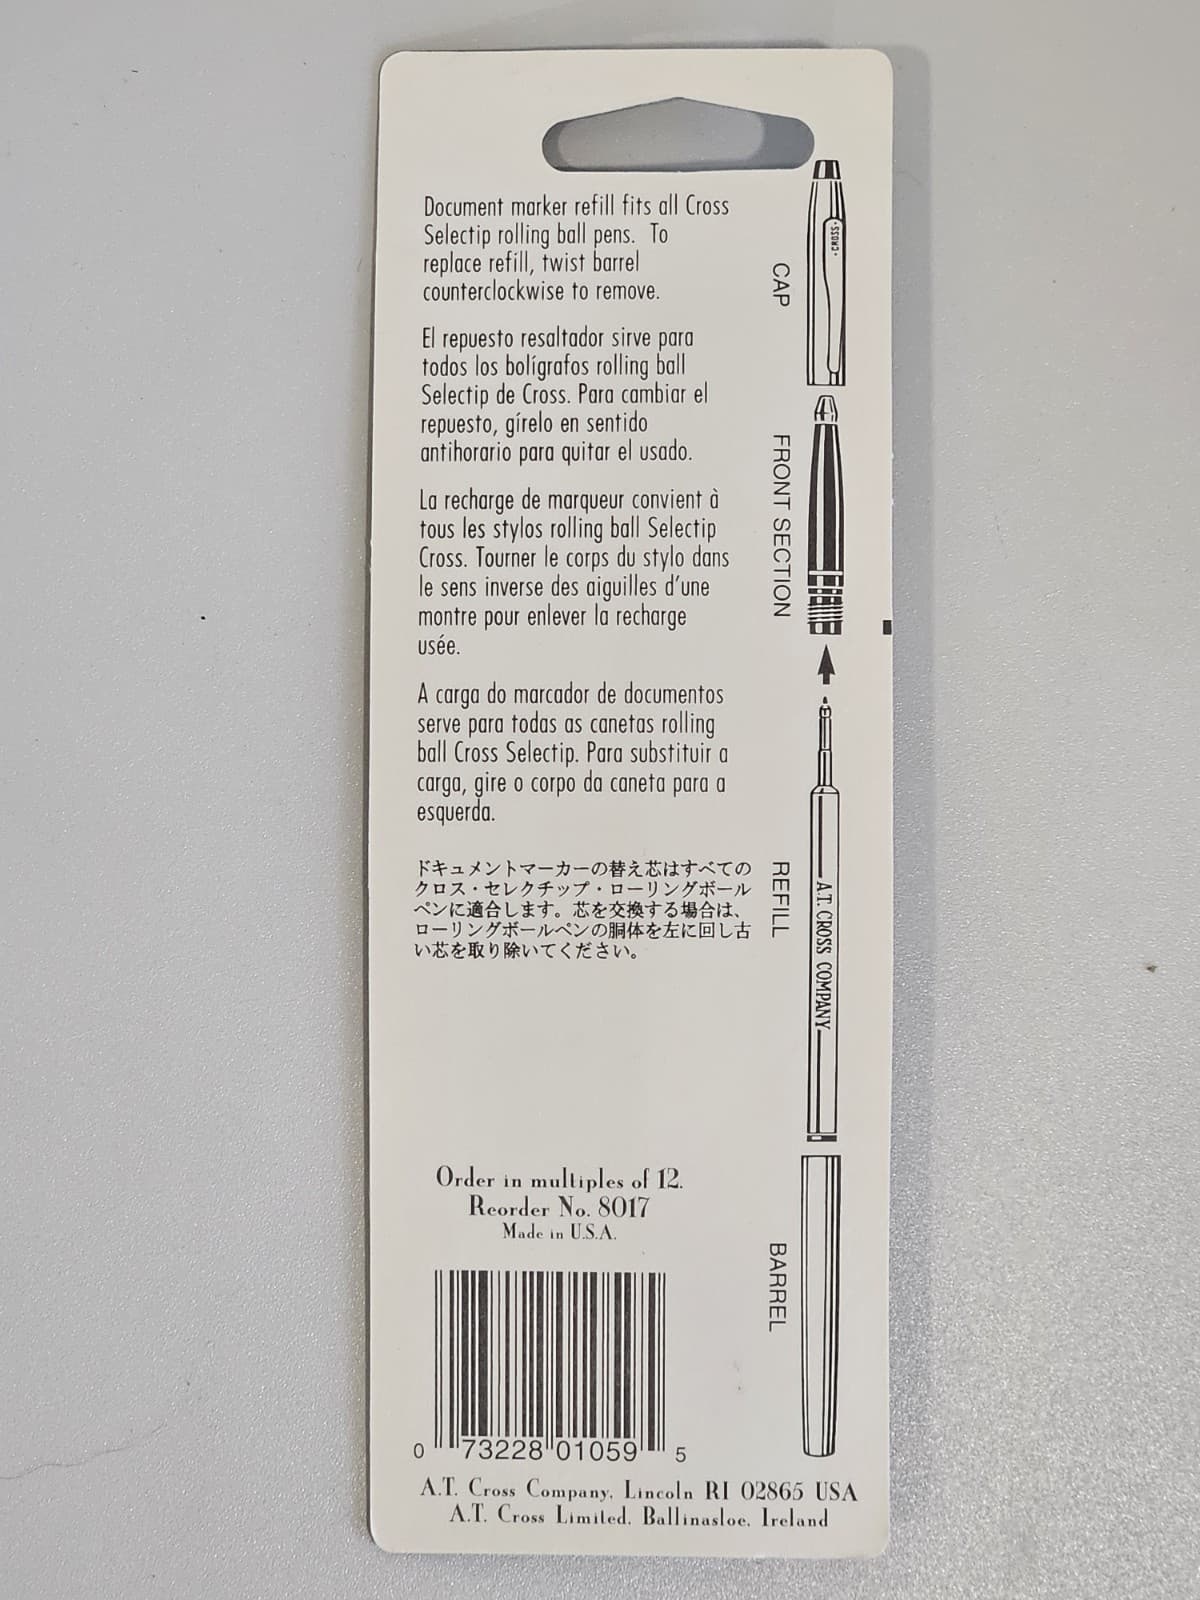 Document marker refill fits all Cross
Selectip rolling ball pens. To
replace refill, twist barrel
counterclockwise to remove.
El repuesto resaltador sirve para
todos los bolígrafos rolling ball
Selectip de Cross. Para cambiar el
repuesto, gírelo en sentido
antihorario para quitar el usado.
La recharge de marqueur convient à
tous les stylos rolling ball Selectip
Cross. Tourner le corps du stylo dans
le sens inverse des aiguilles d'une
montre pour enlever la recharge
usée.
A carga do marcador de documentos
serve para todas as canetas rolling
ball Cross Selectip. Para substituir a
carga, gire o corpo da caneta para a
esquerda.
ドキュメントマーカーの替え芯はすべての
クロス・セレクチップ・ローリングボール
ペンに適合します。芯を交換する場合は、
ローリングボールペンの胴体を左に回し古
い芯を取り除いてください。
CAP
·CROSS·
FRONT SECTION
REFILL
A.T. CROSS COMPANY
BARREL
Order in multiples of 12.
Reorder No. 8017
Made in U.S.A.
0 73228 01059 5
A.T. Cross Company, Lincoln RI 02865 USA
A.T. Cross Limited, Ballinasloe, Ireland